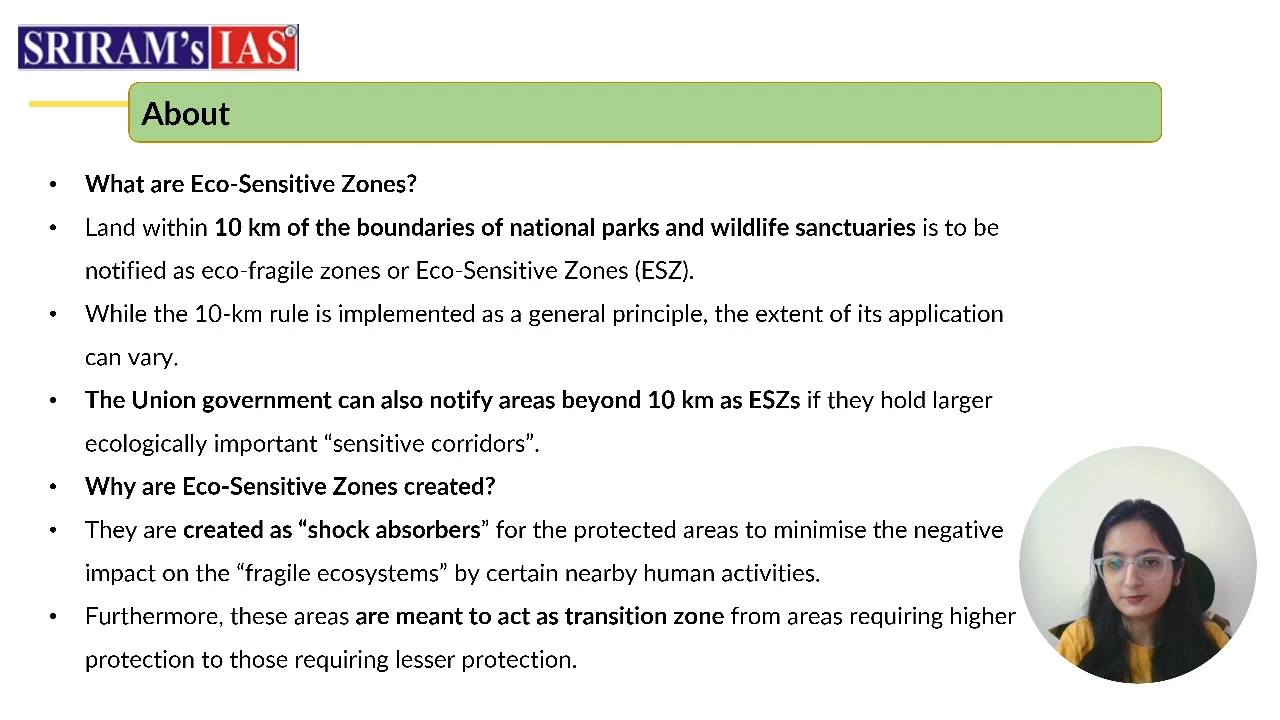 SRIRAM's IAS®
About
• What are Eco-Sensitive Zones?
• Land within 10 km of the boundaries of national parks and wildlife sanctuaries is to be
notified as eco-fragile zones or Eco-Sensitive Zones (ESZ).
• While the 10-km rule is implemented as a general principle, the extent of its application
can vary.
• The Union government can also notify areas beyond 10 km as ESZs if they hold larger
ecologically important “sensitive corridors”.
• Why are Eco-Sensitive Zones created?
• They are created as “shock absorbers” for the protected areas to minimise the negative
impact on the “fragile ecosystems” by certain nearby human activities.
• Furthermore, these areas are meant to act as transition zone from areas requiring higher
protection to those requiring lesser protection.